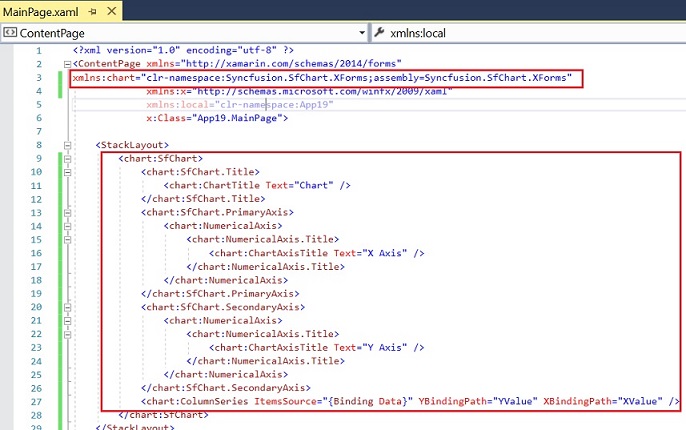 MainPage.xaml
ContentPage
xmlns:local
1 <?xml version="1.0" encoding="utf-8" ?>
2 <ContentPage xmlns="http://xamarin.com/schemas/2014/forms"
3 xmlns:chart="clr-namespace:Syncfusion.SfChart.XForms;assembly=Syncfusion.SfChart.XForms"
4 xmlns:x="http://schemas.microsoft.com/winfx/2009/xaml"
5 xmlns:local="clr-namespace:App19"
6 x:Class="App19.MainPage">
7
8 <StackLayout>
9 <chart:SfChart>
10 <chart:SfChart.Title>
11 <chart:ChartTitle Text="Chart" />
12 </chart:SfChart.Title>
13 <chart:SfChart.PrimaryAxis>
14 <chart:NumericalAxis>
15 <chart:NumericalAxis.Title>
16 <chart:ChartAxisTitle Text="X Axis" />
17 </chart:NumericalAxis.Title>
18 </chart:NumericalAxis>
19 </chart:SfChart.PrimaryAxis>
20 <chart:SfChart.SecondaryAxis>
21 <chart:NumericalAxis>
22 <chart:NumericalAxis.Title>
23 <chart:ChartAxisTitle Text="Y Axis" />
24 </chart:NumericalAxis.Title>
25 </chart:NumericalAxis>
26 </chart:SfChart.SecondaryAxis>
27 <chart:ColumnSeries ItemsSource="{Binding Data}" YBindingPath="YValue" XBindingPath="XValue" />
28 </chart:SfChart>
29 </StackLayout>